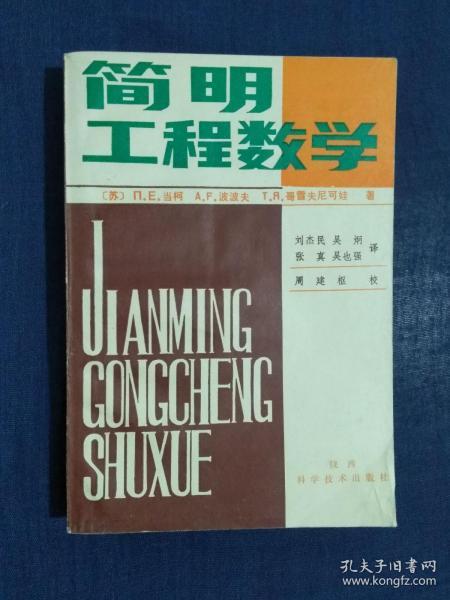 简明
工程数学
〔苏〕 П.Е.当柯 А.Г.波波夫 Т.Я.哥雪夫尼可娃 著
刘杰民 吴炯
张真 吴也强 译
周建枢 校
JIANMING
GONGCHENG
SHUXUE
陕西
科学技术出版社
孔夫子旧书网
www.kongfz.com